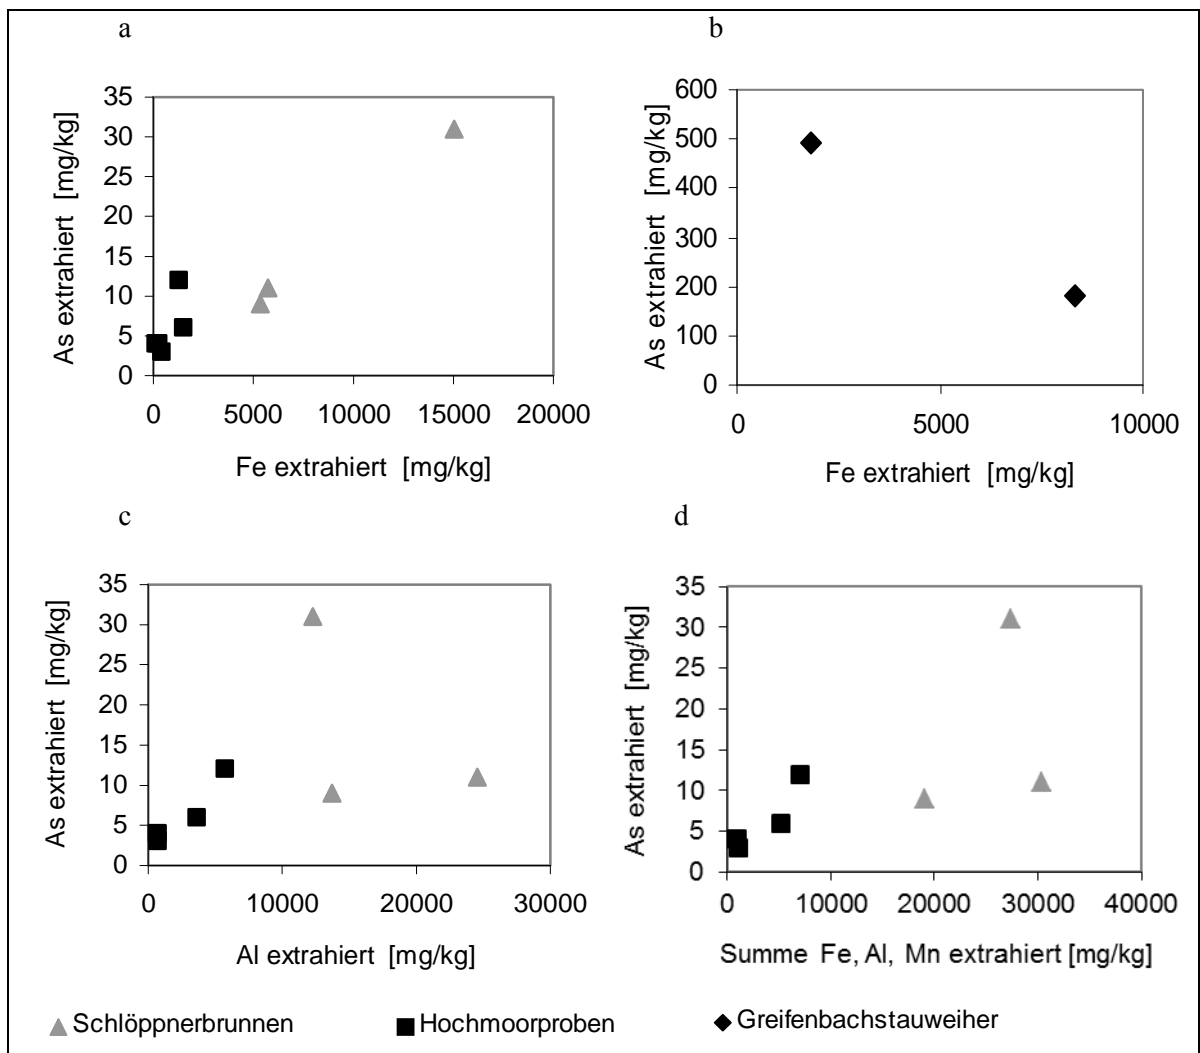 a
35
30
25
20
15
10
5
0
As extrahiert [mg/kg]
0 5000 10000 15000 20000
Fe extrahiert [mg/kg]
b
600
500
400
300
200
100
0
As extrahiert [mg/kg]
0 5000 10000
Fe extrahiert [mg/kg]
c
35
30
25
20
15
10
5
0
As extrahiert [mg/kg]
0 10000 20000 30000
Al extrahiert [mg/kg]
d
35
30
25
20
15
10
5
0
As extrahiert [mg/kg]
0 10000 20000 30000 40000
Summe Fe, Al, Mn extrahiert [mg/kg]
Schlöppnerbrunnen Hochmoorproben Greifenbachstauweiher